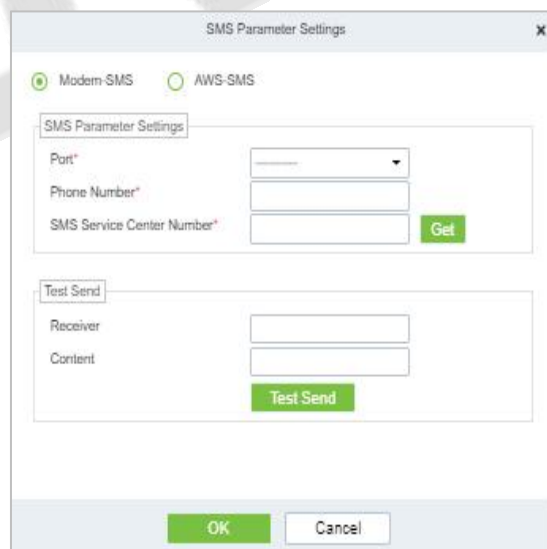 SMS Parameter Settings x
Modem-SMS AWS-SMS
SMS Parameter Settings
Port* ----------
Phone Number*
SMS Service Center Number* Get
Test Send
Receiver
Content
Test Send
OK Cancel